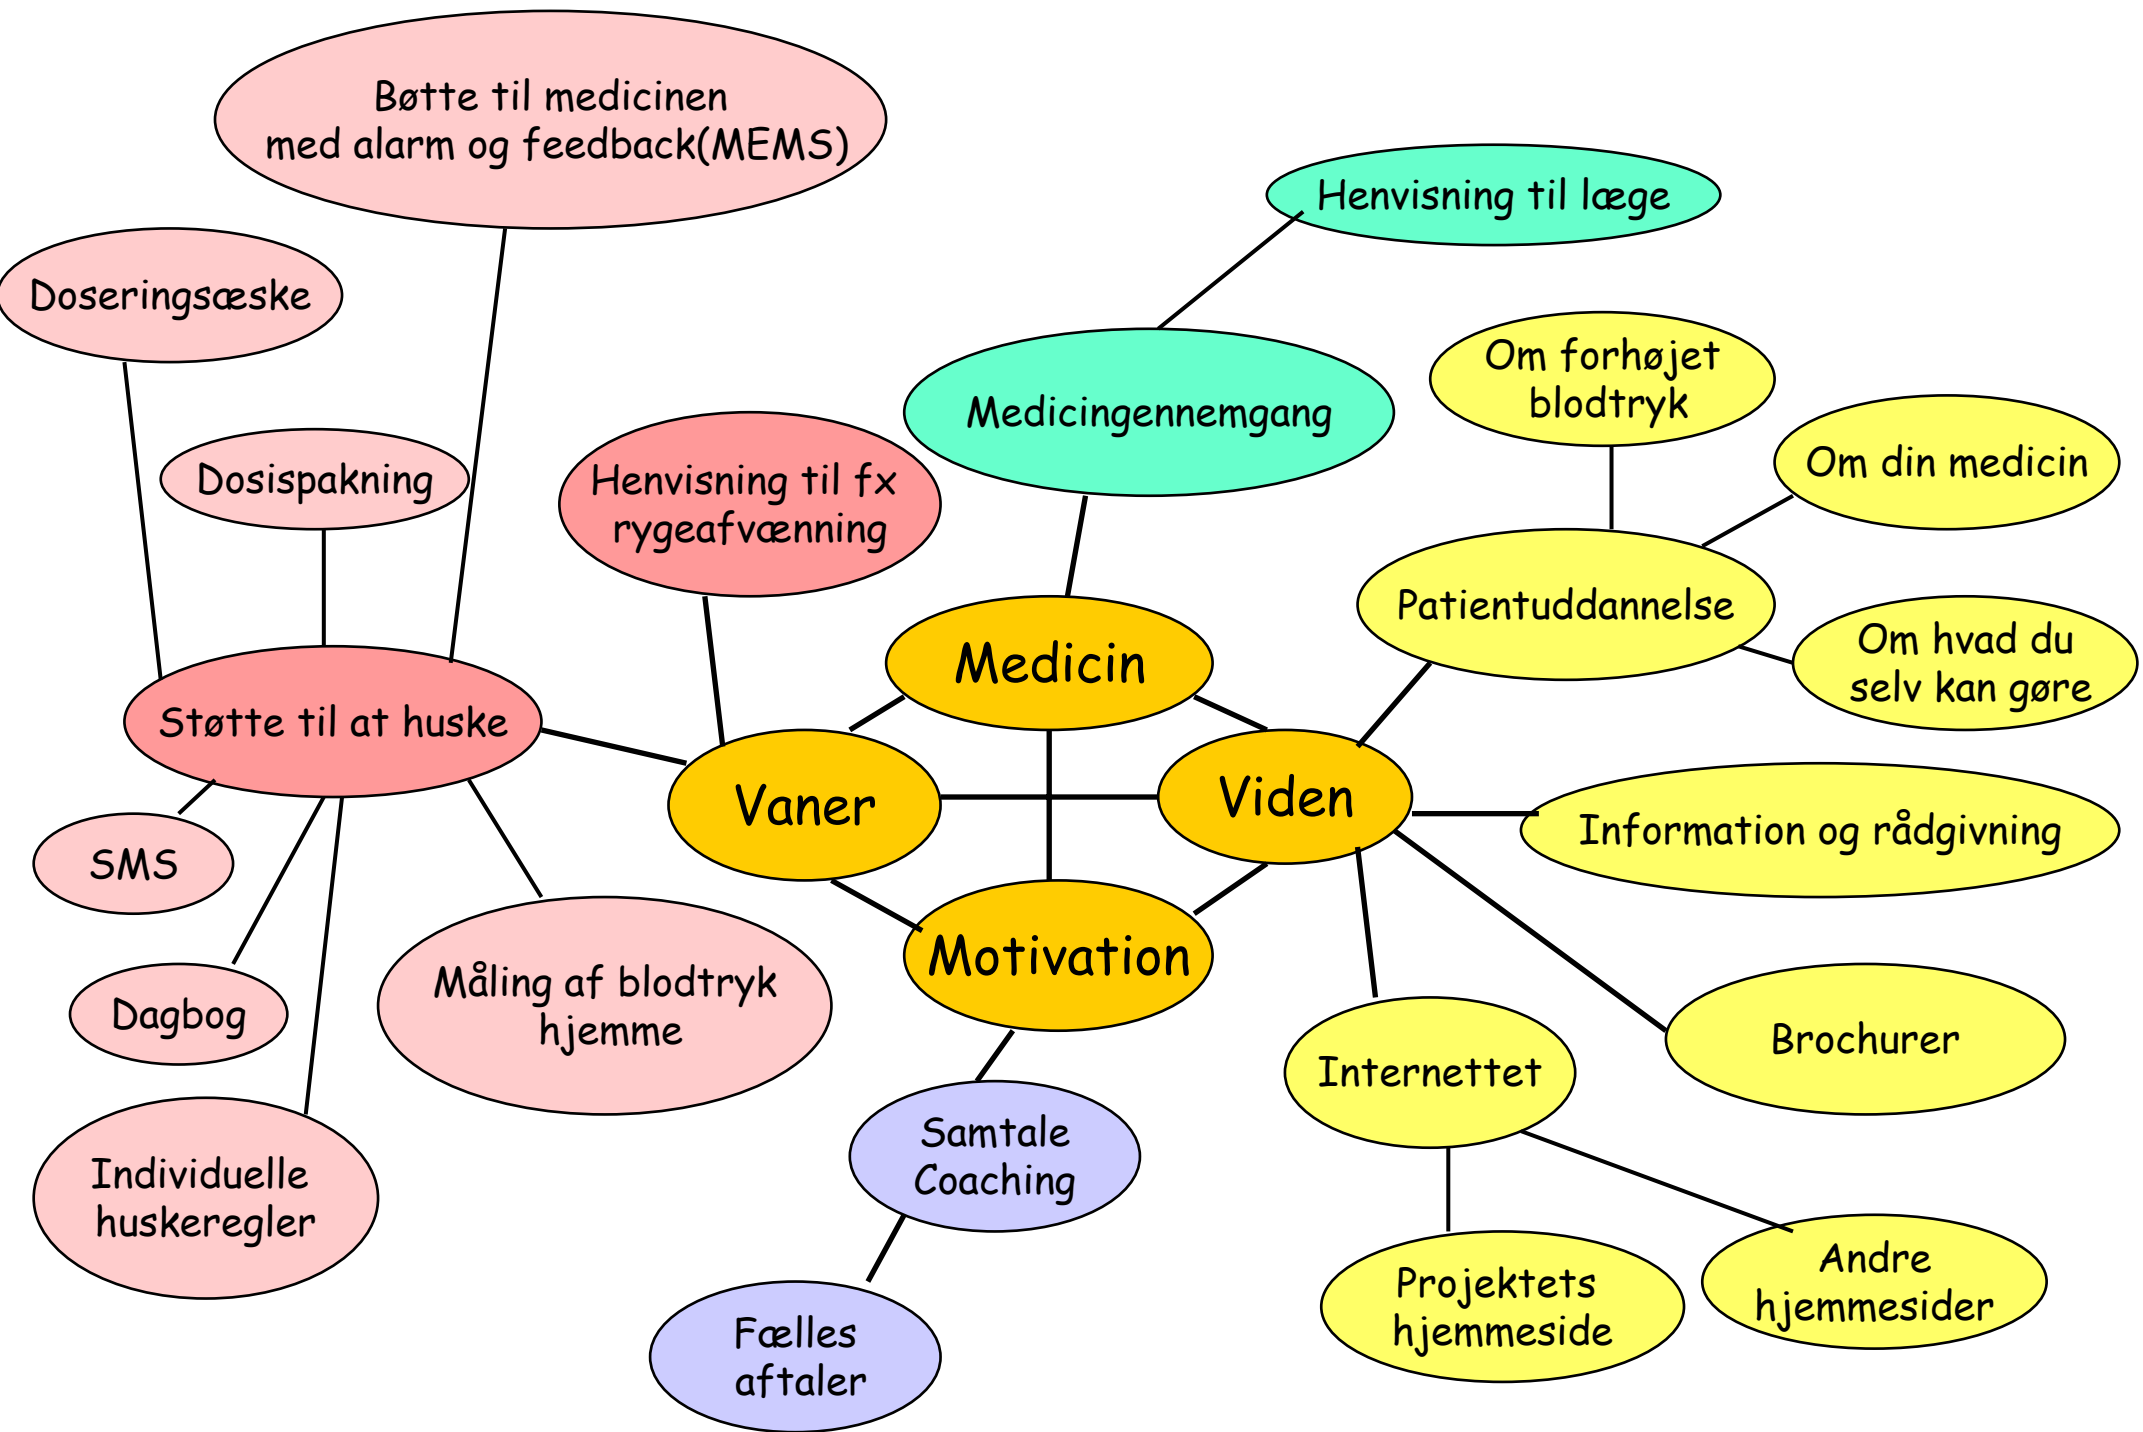 Bøtte til medicinen
med alarm og feedback(MEMS)
Henvisning til læge
Doseringsæske
Om forhøjet
blodtryk
Medicingennemgang
Om din medicin
Dosispakning
Henvisning til fx
rygeafvænning
Patientuddannelse
Om hvad du
selv kan gøre
Medicin
Støtte til at huske
Vaner
Viden
Information og rådgivning
SMS
Motivation
Måling af blodtryk
hjemme
Dagbog
Brochurer
Internettet
Samtale
Coaching
Individuelle
huskeregler
Andre
hjemmesider
Projektets
hjemmeside
Fælles
aftaler